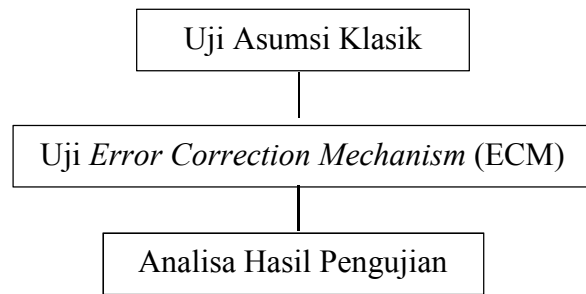 Uji Asumsi Klasik
Uji Error Correction Mechanism (ECM)
Analisa Hasil Pengujian